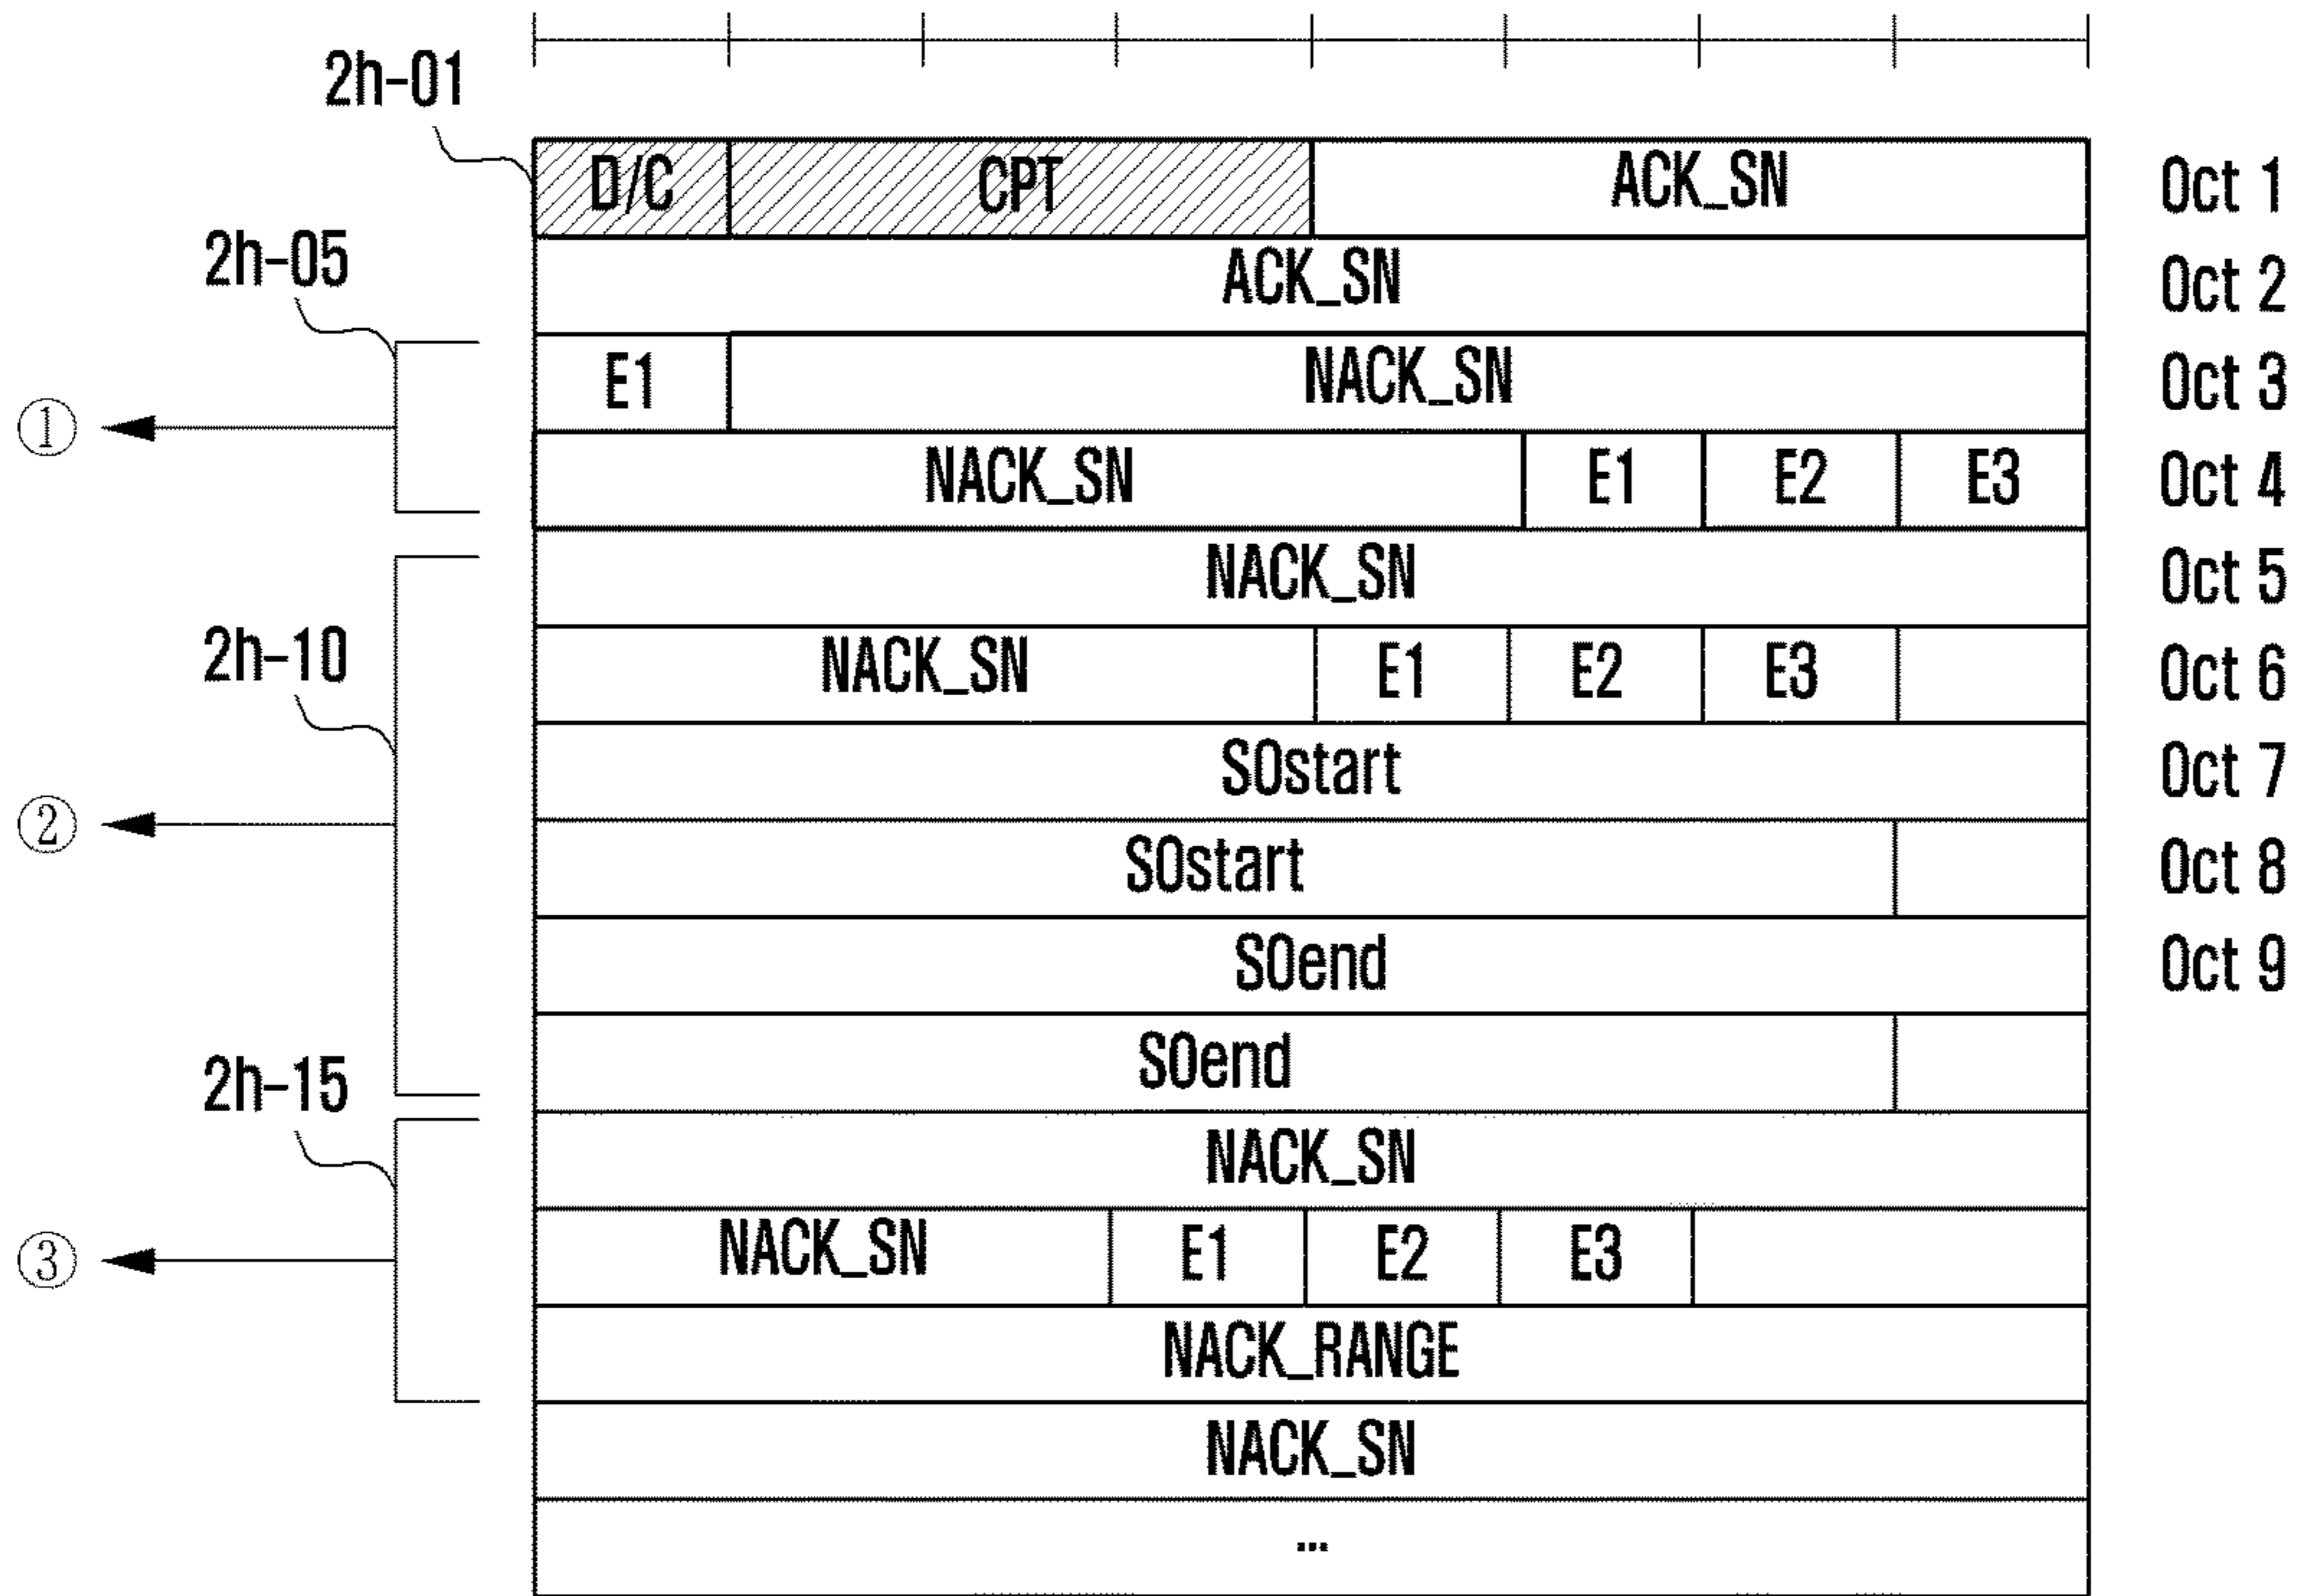 2h-01
D/C CPT ACK_SN Oct 1
2h-05
ACK_SN Oct 2
E1 NACK_SN Oct 3
①
NACK_SN E1 E2 E3 Oct 4
NACK_SN Oct 5
2h-10
NACK_SN E1 E2 E3 Oct 6
SOstart Oct 7
②
SOstart Oct 8
SOend Oct 9
SOend
2h-15
NACK_SN
NACK_SN E1 E2 E3
③
NACK_RANGE
NACK_SN
...